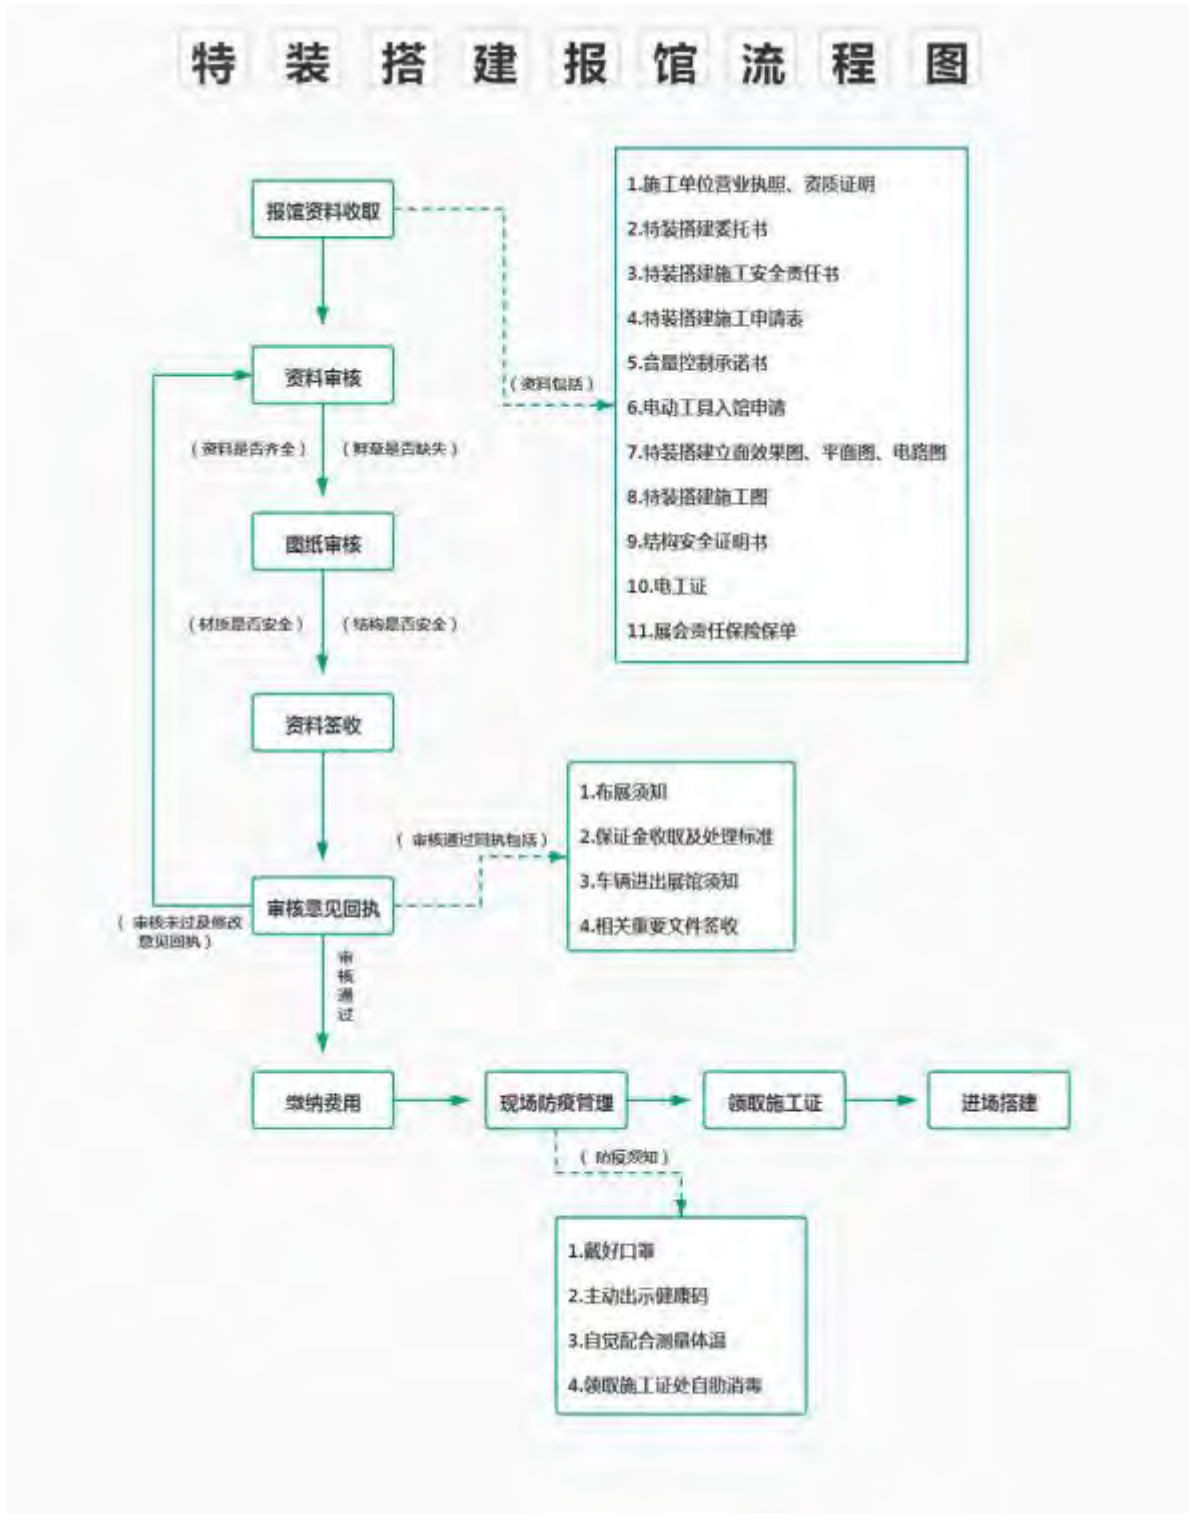 特装搭建报馆流程图
报馆资料收取
1.施工单位营业执照、资质证明
2.特装搭建委托书
3.特装搭建施工安全责任书
4.特装搭建施工申请表
5.音量控制承诺书
6.电动工具入馆申请
7.特装搭建立面效果图、平面图、电路图
8.特装搭建施工图
9.结构安全证明书
10.电工证
11.展会责任保险保单
(资料包括)
资料审核
(资料是否齐全)
(鲜章是否缺失)
图纸审核
(材质是否安全)
(结构是否安全)
资料签收
(审核通过回执包括)
1.布展须知
2.保证金收取及处理标准
3.车辆进出展馆须知
4.相关重要文件签收
审核意见回执
(审核未过及修改
意见回执)
审
核
通
过
缴纳费用
现场防疫管理
领取施工证
进场搭建
(防疫须知)
1.戴好口罩
2.主动出示健康码
3.自觉配合测量体温
4.领取施工证处自助消毒